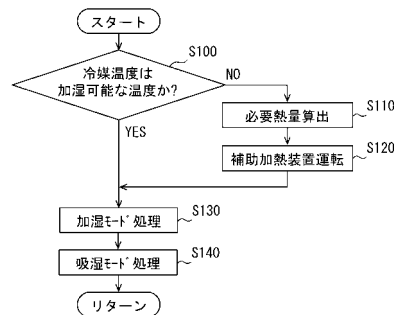 スタート
S100
冷媒温度は
加湿可能な温度か?
NO
YES
S110
必要熱量算出
S120
補助加熱装置運転
S130
加湿ﾓｰﾄﾞ処理
S140
吸湿ﾓｰﾄﾞ処理
リターン